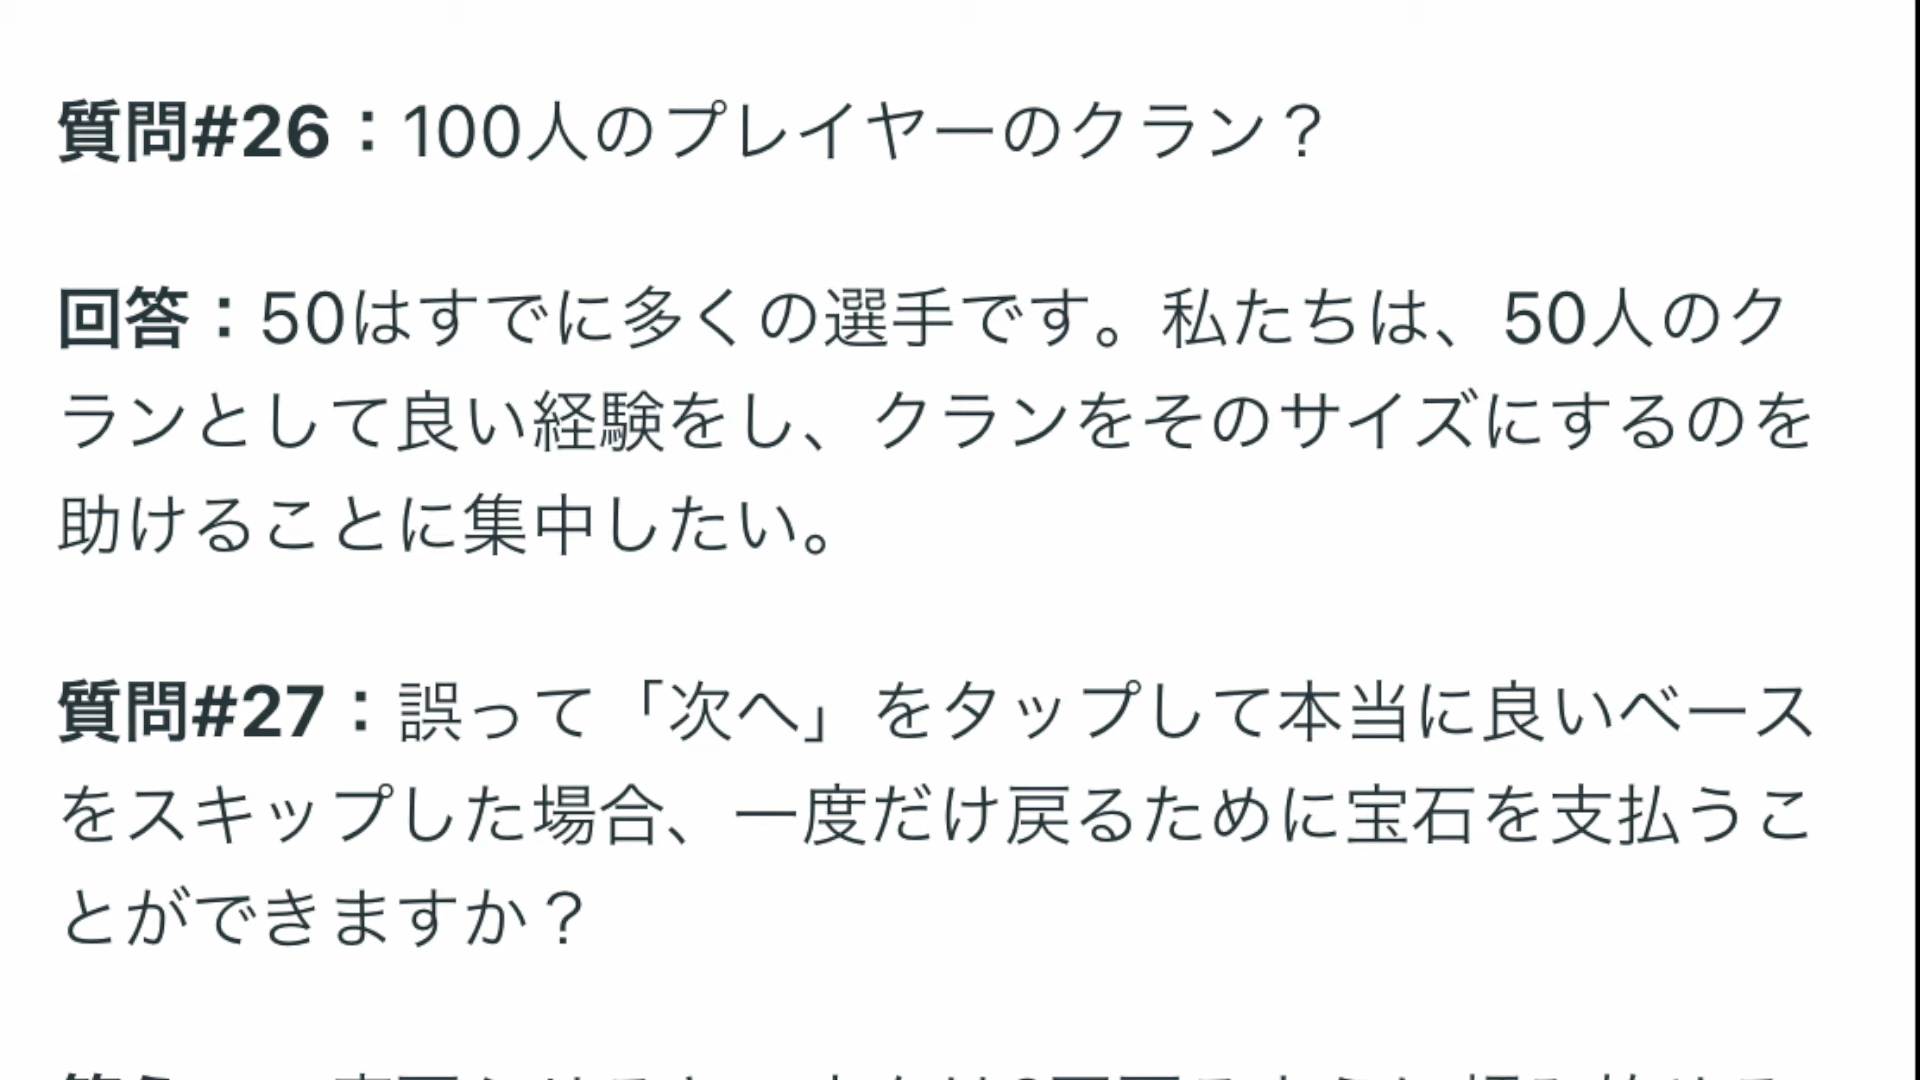 質問#26：100人のプレイヤーのクラン？
回答：50はすでに多くの選手です。私たちは、50人のク
ランとして良い経験をし、クランをそのサイズにするのを
助けることに集中したい。
質問#27：誤って「次へ」をタップして本当に良いベース
をスキップした場合、一度だけ戻るために宝石を支払うこ
とができますか？